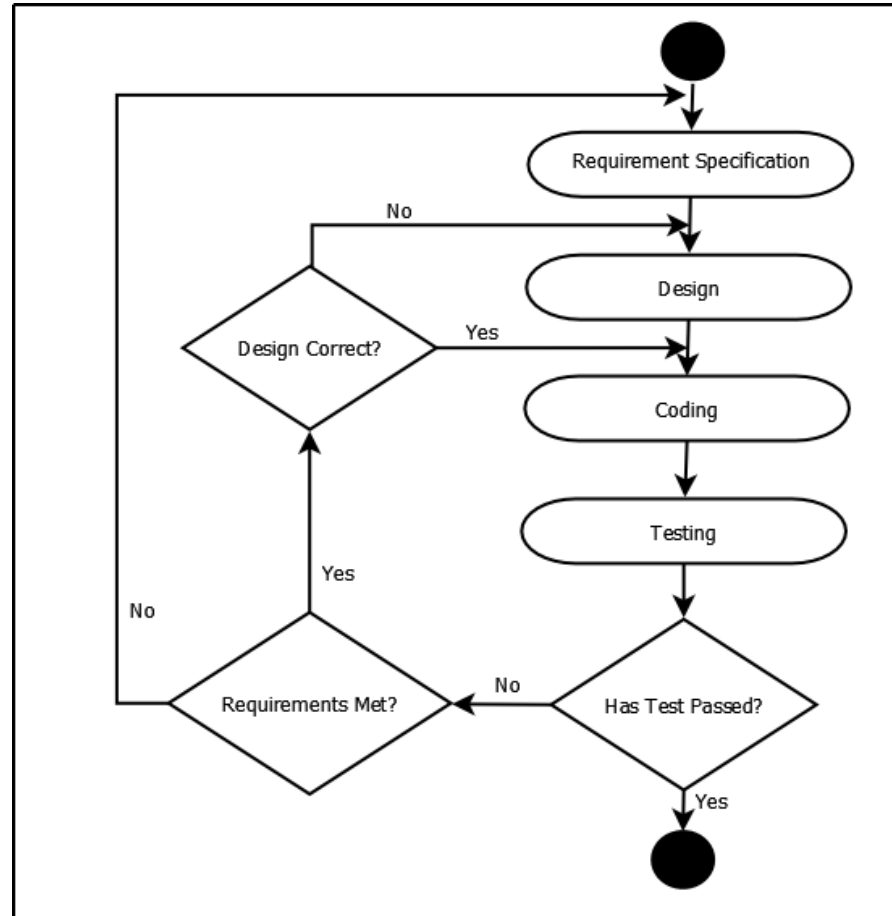 Requirement Specification
No
Design
Design Correct?
Yes
Coding
Testing
Yes
No
Requirements Met?
No
Has Test Passed?
Yes